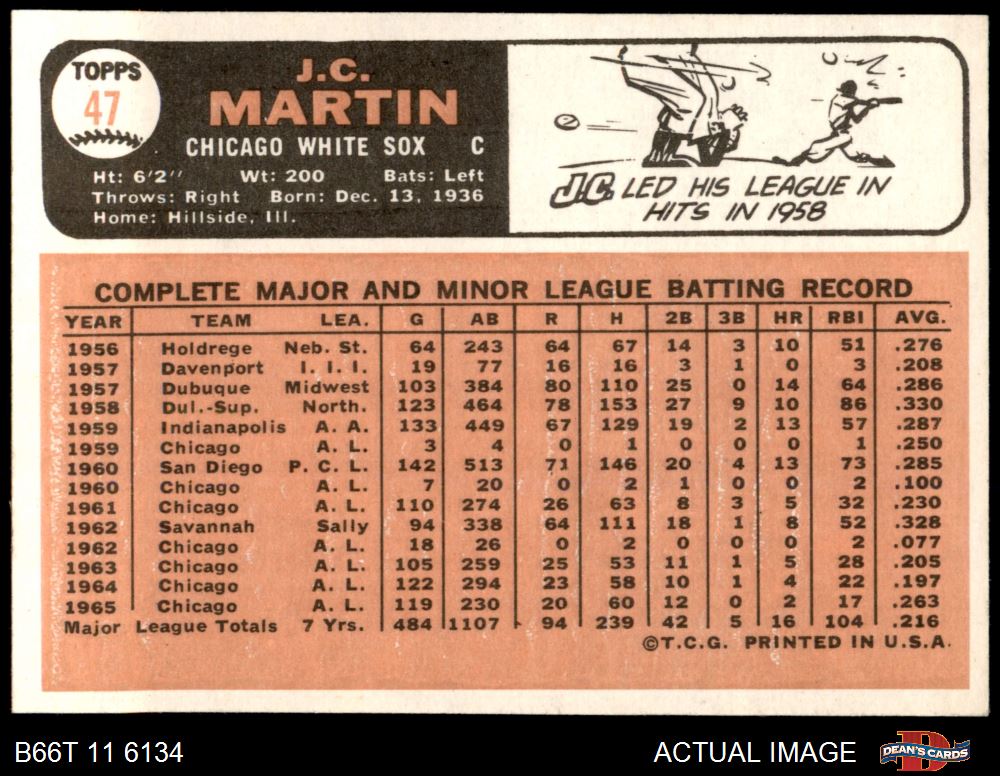 TOPPS
47
J.C.
MARTIN
CHICAGO WHITE SOX C
Ht: 6'2" Wt: 200 Bats: Left
Throws: Right Born: Dec. 13, 1936
Home: Hillside, Ill.
J.C. LED HIS LEAGUE IN
HITS IN 1958
COMPLETE MAJOR AND MINOR LEAGUE BATTING RECORD
YEAR TEAM LEA. G AB R H 2B 3B HR RBI AVG.
1956 Holdrege Neb. St. 64 243 64 67 14 3 10 51 .276
1957 Davenport I. I. I. 19 77 16 16 3 1 0 3 .208
1957 Dubuque Midwest 103 384 80 110 25 0 14 64 .286
1958 Dul.-Sup. North. 123 464 78 153 27 9 10 86 .330
1959 Indianapolis A. A. 133 449 67 129 19 2 13 57 .287
1959 Chicago A. L. 3 4 0 1 0 0 0 1 .250
1960 San Diego P. C. L. 142 513 71 146 20 4 13 73 .285
1960 Chicago A. L. 7 20 0 2 1 0 0 2 .100
1961 Chicago A. L. 110 274 26 63 8 3 5 32 .230
1962 Savannah Sally 94 338 64 111 18 1 8 52 .328
1962 Chicago A. L. 18 26 0 2 0 0 0 2 .077
1963 Chicago A. L. 105 259 25 53 11 1 5 28 .205
1964 Chicago A. L. 122 294 23 58 10 1 4 22 .197
1965 Chicago A. L. 119 230 20 60 12 0 2 17 .263
Major League Totals 7 Yrs. 484 1107 94 239 42 5 16 104 .216
©T.C.G. PRINTED IN U.S.A.
B66T 11 6134 ACTUAL IMAGE DEAN'S CARDS